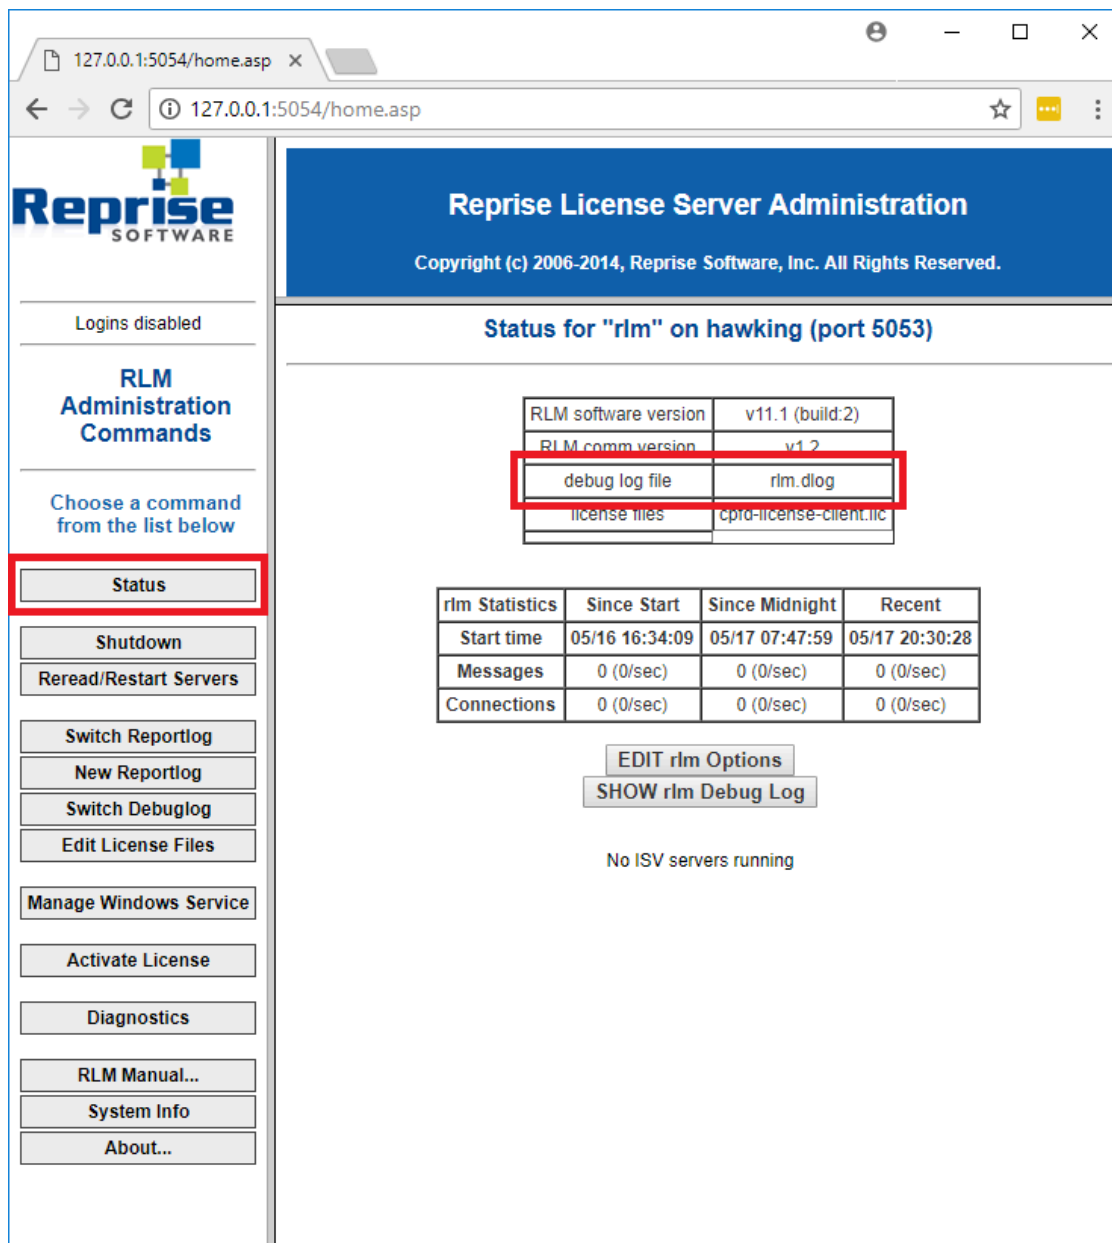 127.0.0.1:5054/home.asp
127.0.0.1:5054/home.asp
Reprise
SOFTWARE
Reprise License Server Administration
Copyright (c) 2006-2014, Reprise Software, Inc. All Rights Reserved.
Logins disabled
RLM
Administration
Commands
Choose a command
from the list below
Status
Shutdown
Reread/Restart Servers
Switch Reportlog
New Reportlog
Switch Debuglog
Edit License Files
Manage Windows Service
Activate License
Diagnostics
RLM Manual...
System Info
About...
Status for "rlm" on hawking (port 5053)
RLM software version v11.1 (build:2)
RLM comm version v1.2
debug log file rlm.dlog
license files cpfd-license-client.lic
rlm Statistics Since Start Since Midnight Recent
Start time 05/16 16:34:09 05/17 07:47:59 05/17 20:30:28
Messages 0 (0/sec) 0 (0/sec) 0 (0/sec)
Connections 0 (0/sec) 0 (0/sec) 0 (0/sec)
EDIT rlm Options
SHOW rlm Debug Log
No ISV servers running